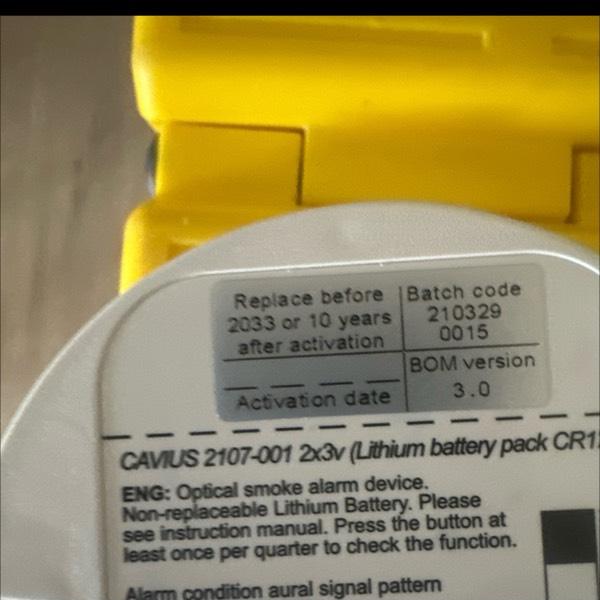 Replace before
2033 or 10 years
after activation
Activation date
Batch code
210329
0015
BOM version
3.0
CAVIUS 2107-001 2x3v (Lithium battery pack CR1
ENG: Optical smoke alarm device.
Non-replaceable Lithium Battery. Please
see instruction manual. Press the button at
least once per quarter to check the function.
Alarm condition aural signal pattern